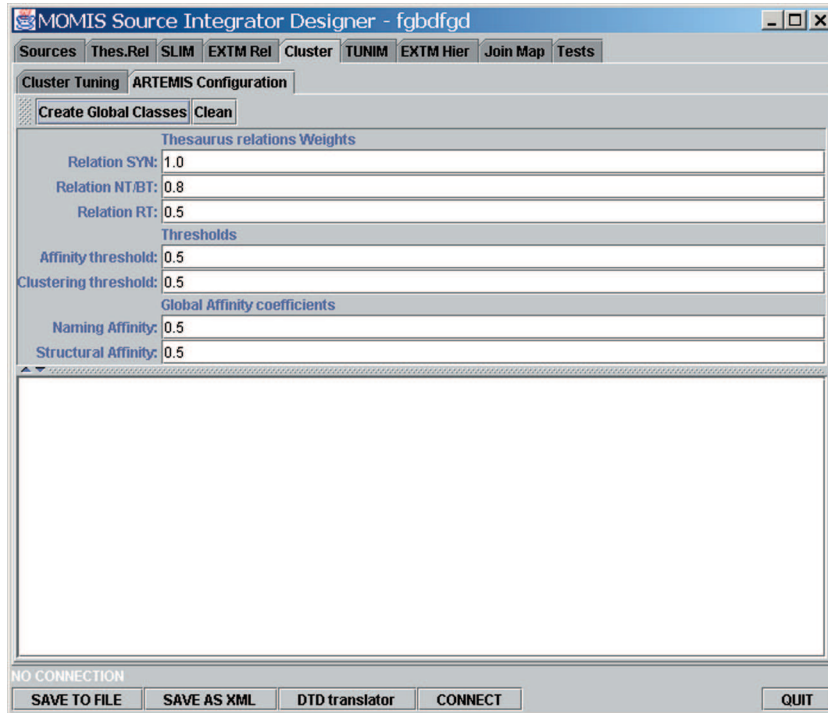 MOMIS Source Integrator Designer - fgbdfgd
Sources Thes.Rel SLIM EXTM Rel Cluster TUNIM EXTM Hier Join Map Tests
Cluster Tuning ARTEMIS Configuration
Create Global Classes Clean
Thesaurus relations Weights
Relation SYN: 1.0
Relation NT/BT: 0.8
Relation RT: 0.5
Thresholds
Affinity threshold: 0.5
Clustering threshold: 0.5
Global Affinity coefficients
Naming Affinity: 0.5
Structural Affinity: 0.5
NO CONNECTION
SAVE TO FILE SAVE AS XML DTD translator CONNECT QUIT